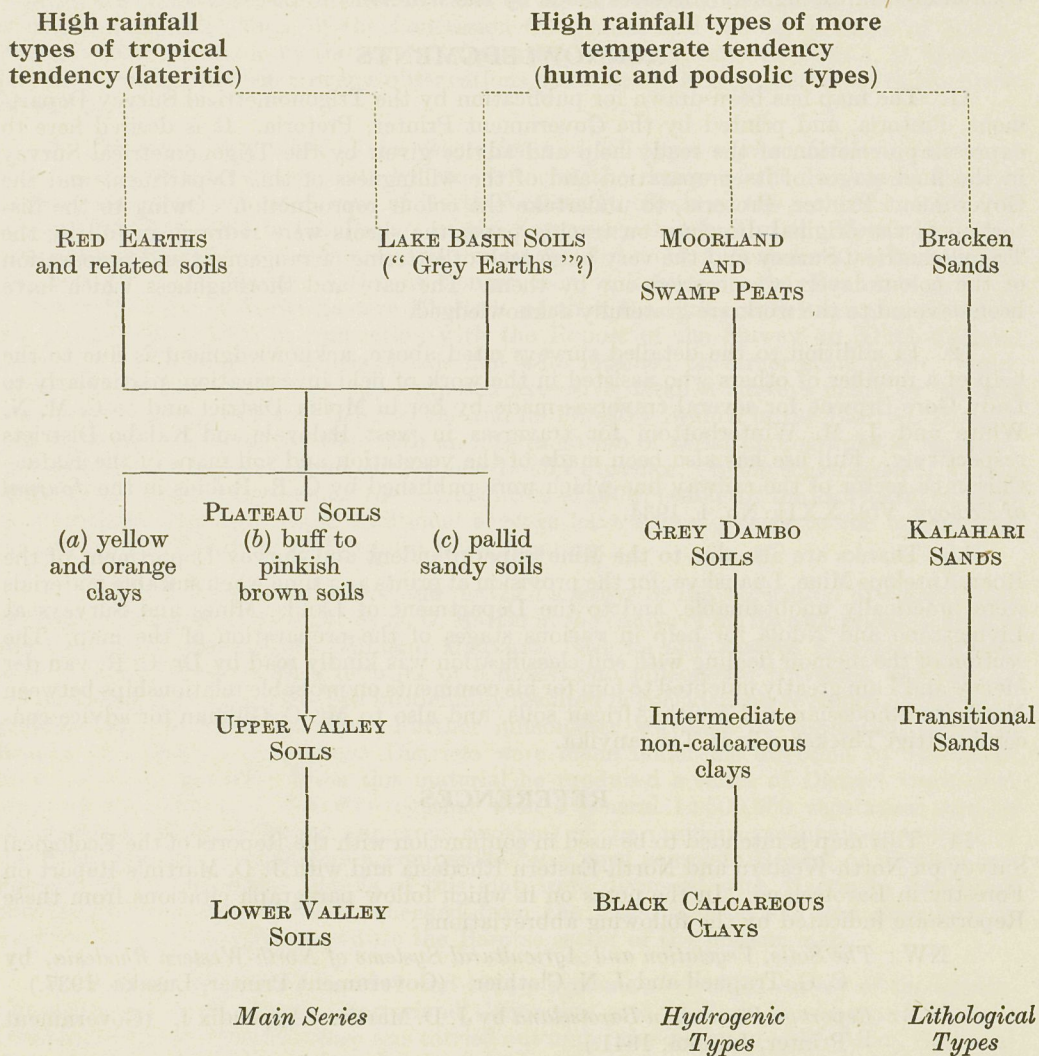 High rainfall
types of tropical
tendency (lateritic)
High rainfall types of more
temperate tendency
(humic and podsolic types)
RED EARTHS
and related soils
LAKE BASIN SOILS
(“ Grey Earths ”?)
MOORLAND
AND
SWAMP PEATS
Bracken
Sands
PLATEAU SOILS
(a) yellow
and orange
clays
(b) buff to
pinkish
brown soils
(c) pallid
sandy soils
GREY DAMBO
SOILS
KALAHARI
SANDS
UPPER VALLEY
SOILS
Intermediate
non-calcareous
clays
Transitional
Sands
LOWER VALLEY
SOILS
BLACK CALCAREOUS
CLAYS
Main Series
Hydrogenic
Types
Lithological
Types